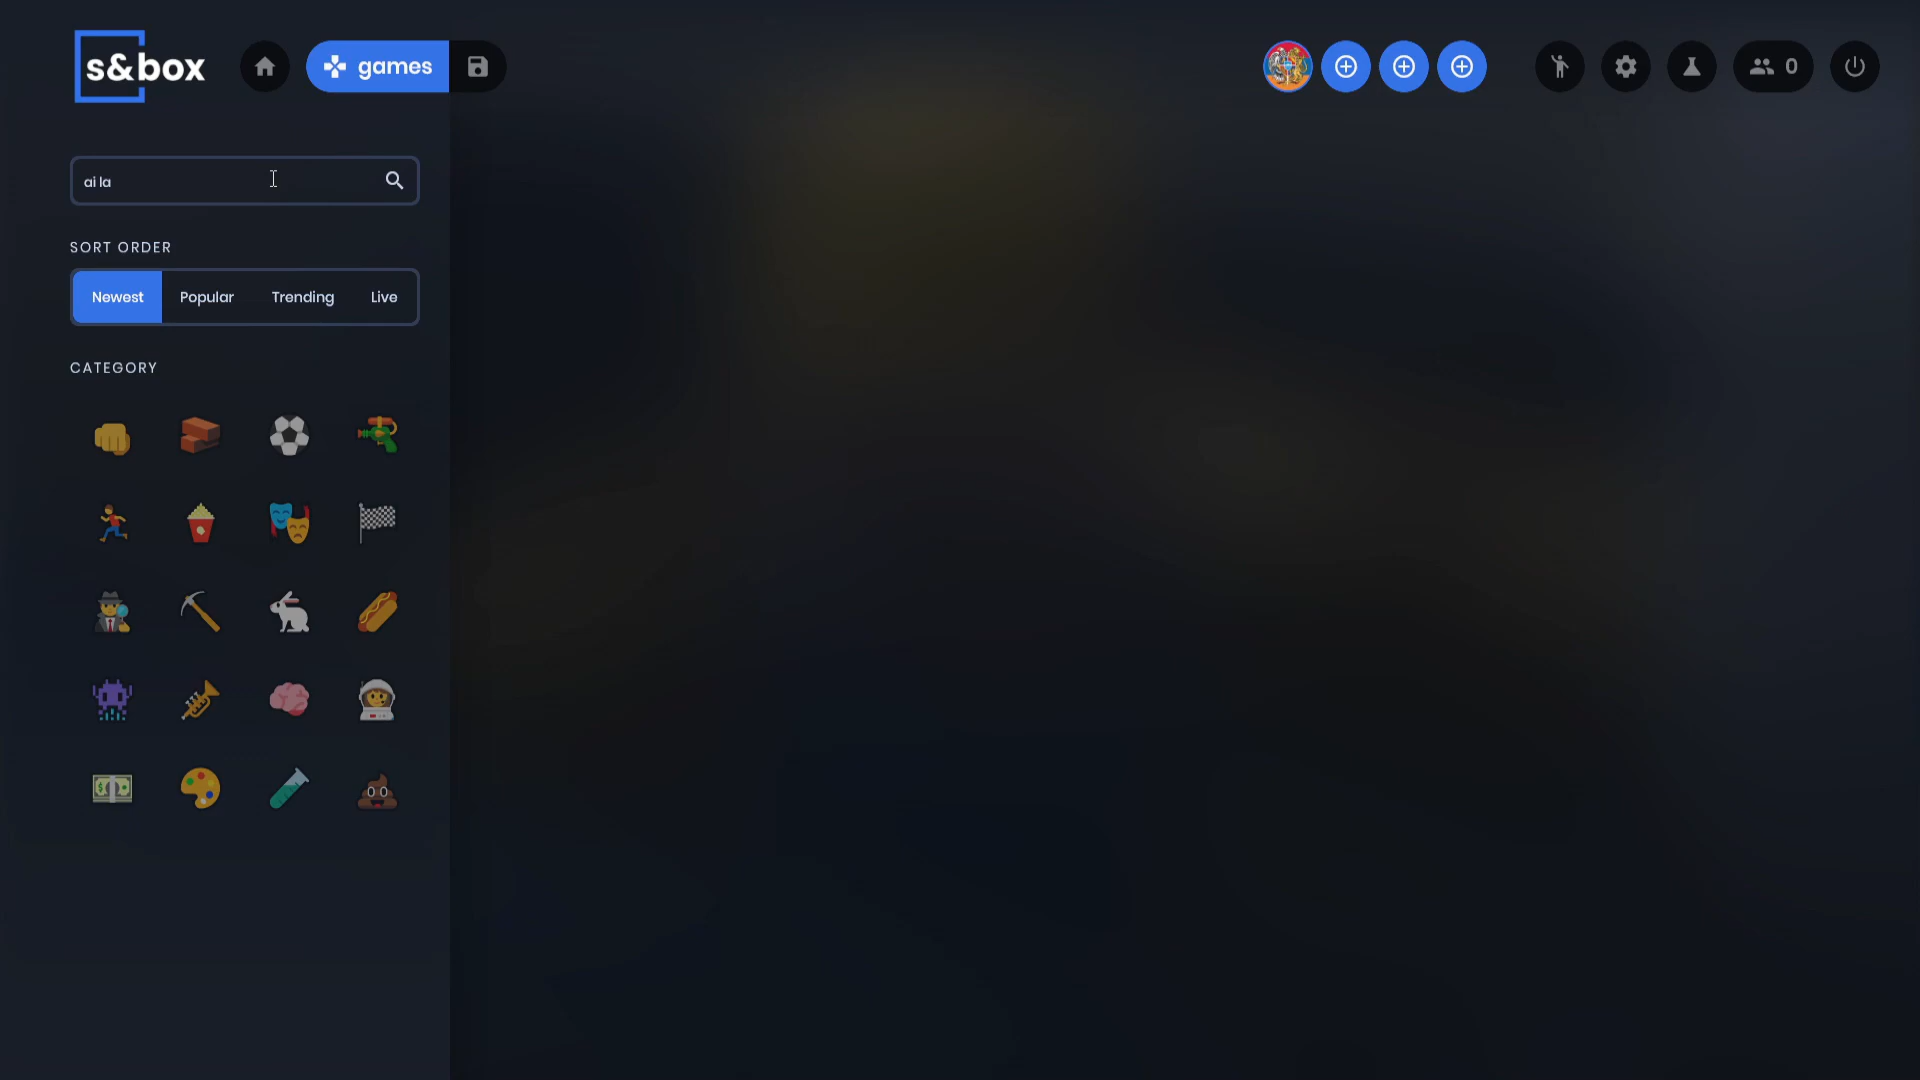 s&box
games
0
ai la
SORT ORDER
Newest Popular Trending Live
CATEGORY